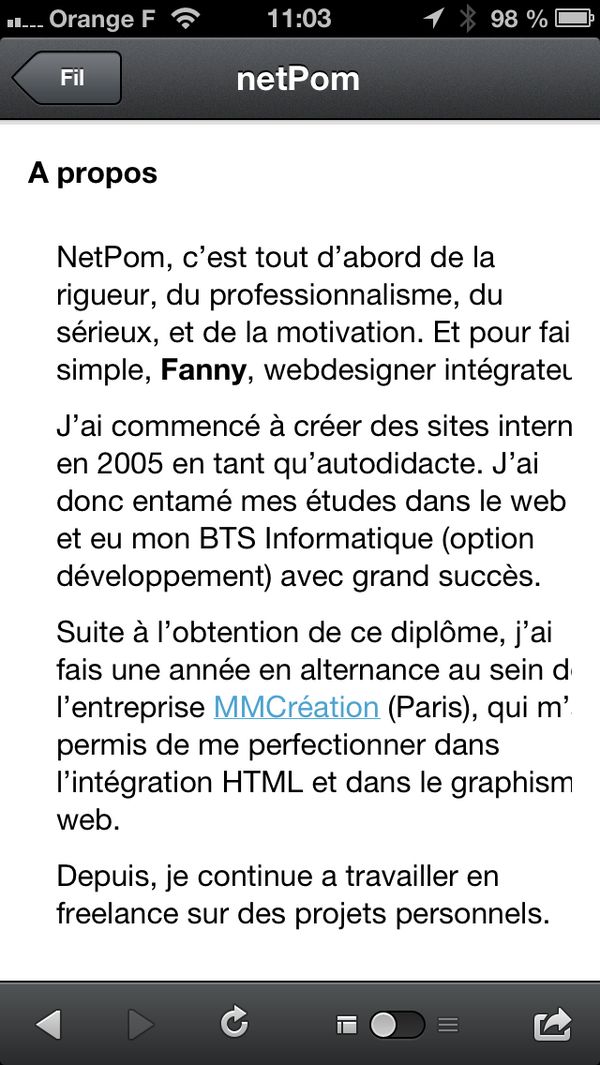 Orange F 11:03 98 %
Fil netPom
A propos
NetPom, c’est tout d’abord de la
rigueur, du professionnalisme, du
sérieux, et de la motivation. Et pour fai
simple, Fanny, webdesigner intégrateu
J’ai commencé à créer des sites intern
en 2005 en tant qu’autodidacte. J’ai
donc entamé mes études dans le web
et eu mon BTS Informatique (option
développement) avec grand succès.
Suite à l’obtention de ce diplôme, j’ai
fais une année en alternance au sein de
l’entreprise MMCréation (Paris), qui m’
permis de me perfectionner dans
l’intégration HTML et dans le graphism
web.
Depuis, je continue a travailler en
freelance sur des projets personnels.